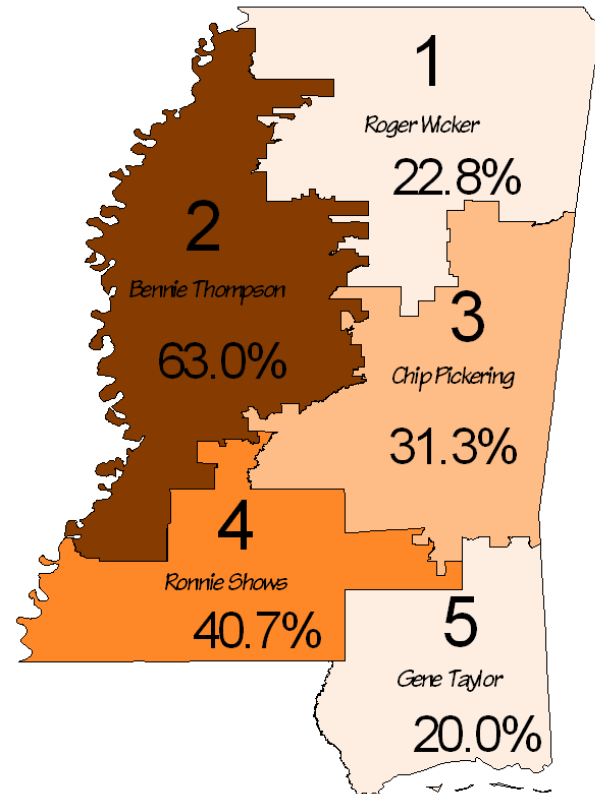 1
Roger Wicker
22.8%
2
Bennie Thompson
63.0%
3
Chip Pickering
31.3%
4
Ronnie Shows
40.7%
5
Gene Taylor
20.0%